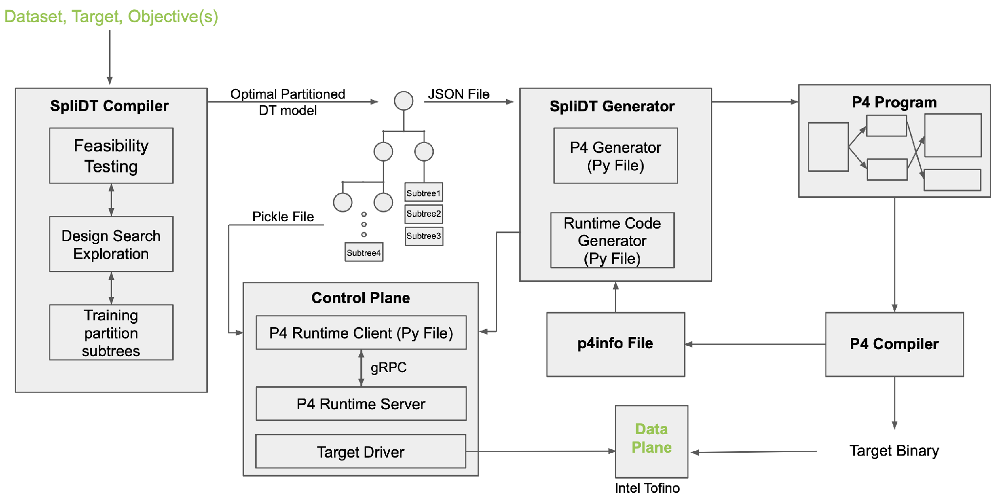 Dataset, Target, Objective(s)
SpliDT Compiler
Feasibility
Testing
Design Search
Exploration
Training
partition
subtrees
Optimal Partitioned
DT model
JSON File
Subtree1
Subtree2
Subtree3
Subtree4
Pickle File
SpliDT Generator
P4 Generator
(Py File)
Runtime Code
Generator
(Py File)
P4 Program
Control Plane
P4 Runtime Client (Py File)
gRPC
P4 Runtime Server
Target Driver
p4info File
P4 Compiler
Data
Plane
Intel Tofino
Target Binary